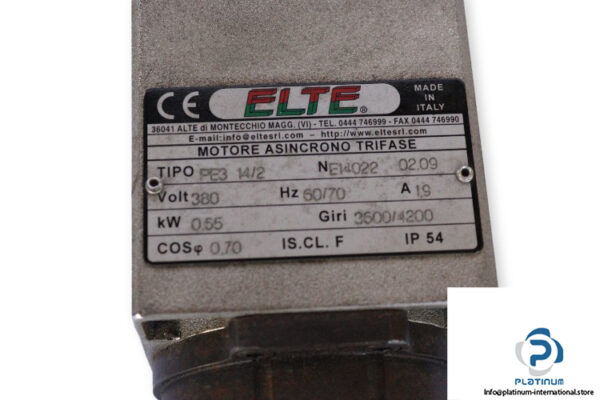 CE ELTE® MADE IN ITALY
36041 ALTE di MONTECCHIO MAGG. (VI) - TEL. 0444 746999 - FAX 0444 746990
E-mail: info@eltesrl.com – http://www.eltesrl.com
MOTORE ASINCRONO TRIFASE
TIPO PE3 14/2 N E14022 02.09
Volt 380 Hz 60/70 A 1,9
kW 0.55 Giri 3600/4200
COSφ 0.70 IS.CL. F IP 54
PLATINUM
Info@platinum-international.store